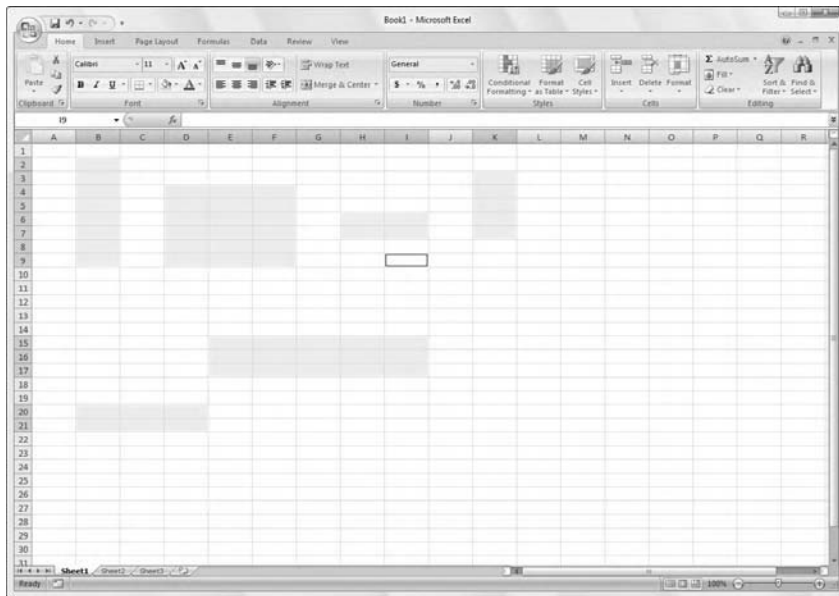 Book1 - Microsoft Excel
Home Insert Page Layout Formulas Data Review View
Paste
Calibri 11 A A
Wrap Text
General
Conditional Formatting
Format as Table
Cell Styles
Insert Delete Format
Σ AutoSum
Fill
Clear
Sort & Filter
Find & Select
B I U A
Merge & Center
$ % ,
Clipboard Font Alignment Number Styles Cells Editing
I9 fx
A B C D E F G H I J K L M N O P Q R
1
2
3
4
5
6
7
8
9
10
11
12
13
14
15
16
17
18
19
20
21
22
23
24
25
26
27
28
29
30
31
Sheet1 Sheet2 Sheet3
Ready 100%